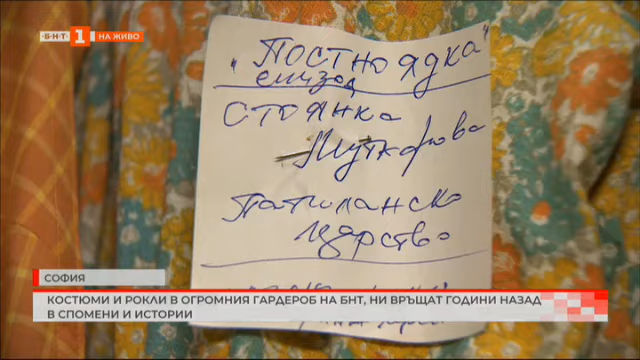 БНТ 1 НА ЖИВО
„Постно ядка"
епизод
СТОЯНКА
Мутафова
Патиланско
царство
СОФИЯ
КОСТЮМИ И РОКЛИ В ОГРОМНИЯ ГАРДЕРОБ НА БНТ, НИ ВРЪЩАТ ГОДИНИ НАЗАД
В СПОМЕНИ И ИСТОРИИ